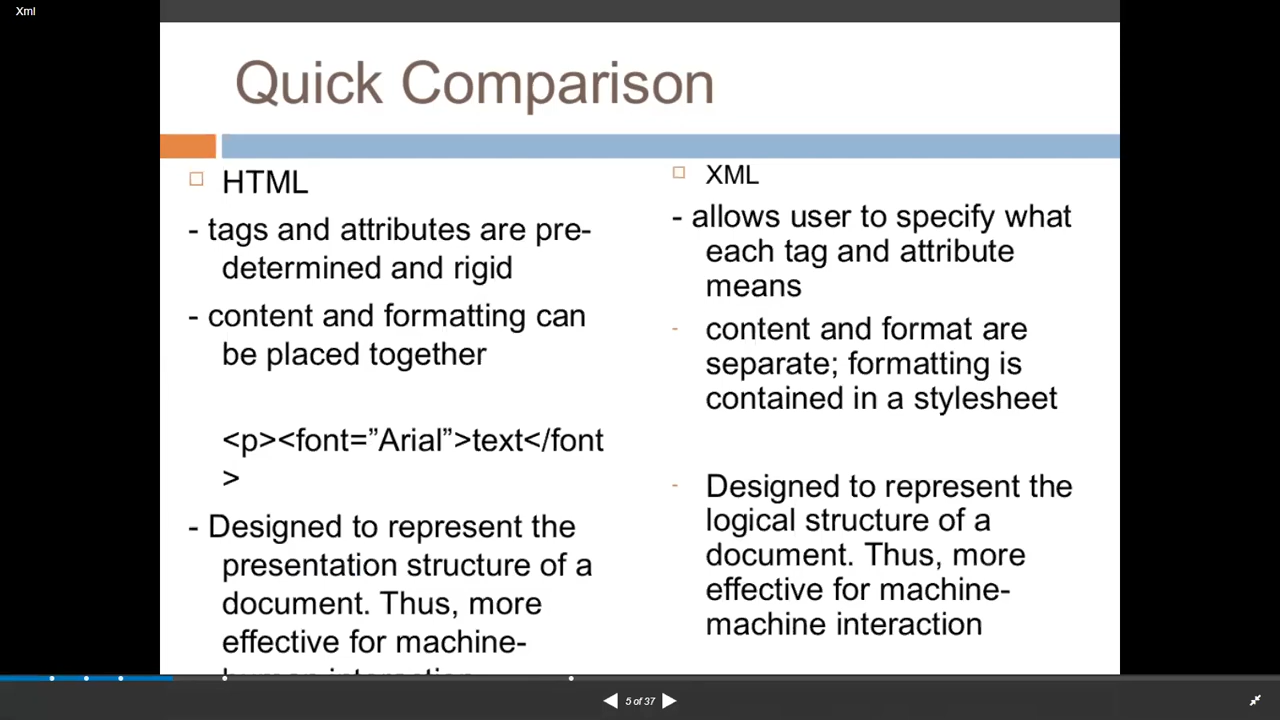 Xml
Quick Comparison
HTML
- tags and attributes are pre-
determined and rigid
- content and formatting can
be placed together
<p><font=”Arial”>text</font
>
- Designed to represent the
presentation structure of a
document. Thus, more
effective for machine-
human interaction
XML
- allows user to specify what
each tag and attribute
means
- content and format are
separate; formatting is
contained in a stylesheet
- Designed to represent the
logical structure of a
document. Thus, more
effective for machine-
machine interaction
5 of 37